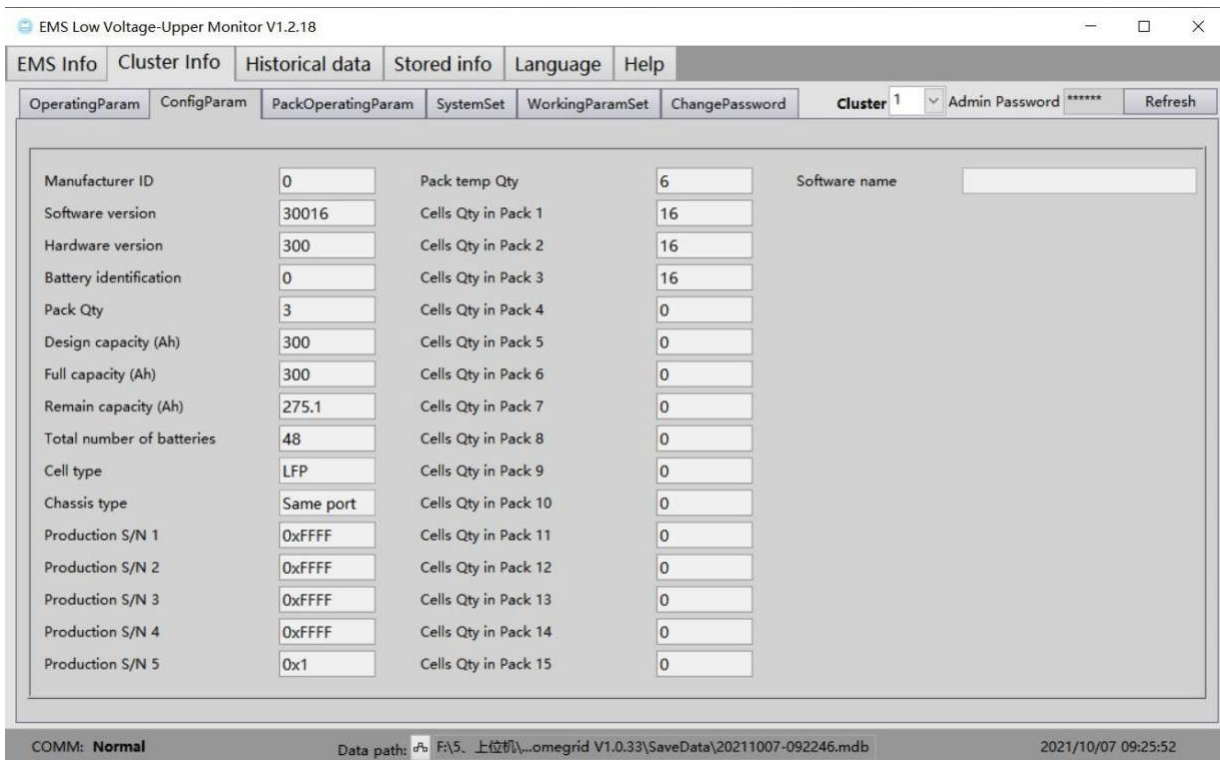 EMS Low Voltage-Upper Monitor V1.2.18
EMS Info Cluster Info Historical data Stored info Language Help
OperatingParam ConfigParam PackOperatingParam SystemSet WorkingParamSet ChangePassword Cluster 1 Admin Password ****** Refresh
Manufacturer ID 0 Pack temp Qty 6 Software name
Software version 30016 Cells Qty in Pack 1 16
Hardware version 300 Cells Qty in Pack 2 16
Battery identification 0 Cells Qty in Pack 3 16
Pack Qty 3 Cells Qty in Pack 4 0
Design capacity (Ah) 300 Cells Qty in Pack 5 0
Full capacity (Ah) 300 Cells Qty in Pack 6 0
Remain capacity (Ah) 275.1 Cells Qty in Pack 7 0
Total number of batteries 48 Cells Qty in Pack 8 0
Cell type LFP Cells Qty in Pack 9 0
Chassis type Same port Cells Qty in Pack 10 0
Production S/N 1 0xFFFF Cells Qty in Pack 11 0
Production S/N 2 0xFFFF Cells Qty in Pack 12 0
Production S/N 3 0xFFFF Cells Qty in Pack 13 0
Production S/N 4 0xFFFF Cells Qty in Pack 14 0
Production S/N 5 0x1 Cells Qty in Pack 15 0
COMM: Normal Data path: F:\5、上位机\...omegrid V1.0.33\SaveData\20211007-092246.mdb 2021/10/07 09:25:52